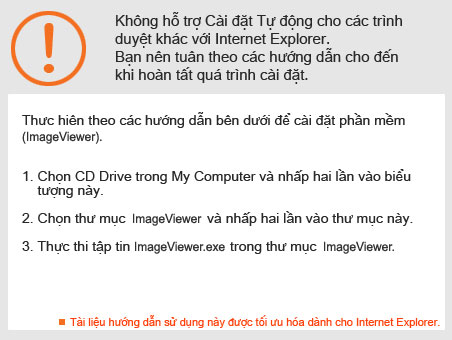 Không hỗ trợ Cài đặt Tự động cho các trình
duyệt khác với Internet Explorer.
Bạn nên tuân theo các hướng dẫn cho đến
khi hoàn tất quá trình cài đặt.
Thưc hiện theo các hướng dẫn bên dưới để cài đặt phần mềm
(ImageViewer).
1. Chọn CD Drive trong My Computer và nhấp hai lần vào biểu
tượng này.
2. Chọn thư mục ImageViewer và nhấp hai lần vào thư mục này.
3. Thực thi tập tin ImageViewer.exe trong thư mục ImageViewer.
Tài liệu hướng dẫn sử dụng này được tối ưu hóa dành cho Internet Explorer.